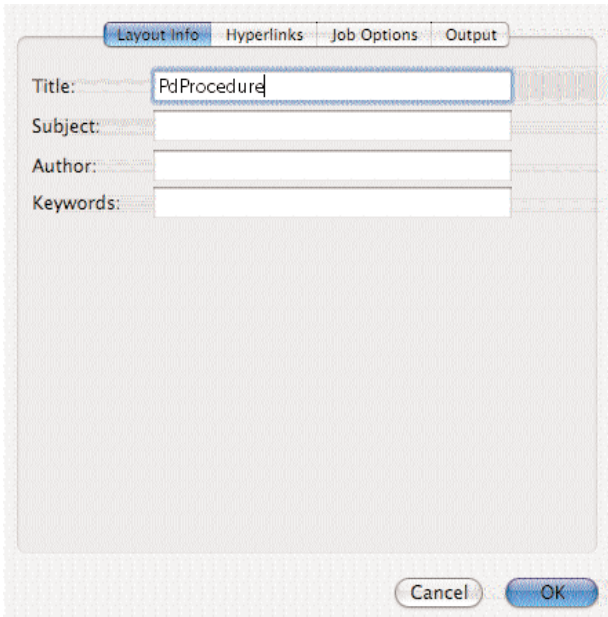 Layout Info Hyperlinks Job Options Output
Title: PdProcedure
Subject:
Author:
Keywords:
Cancel OK